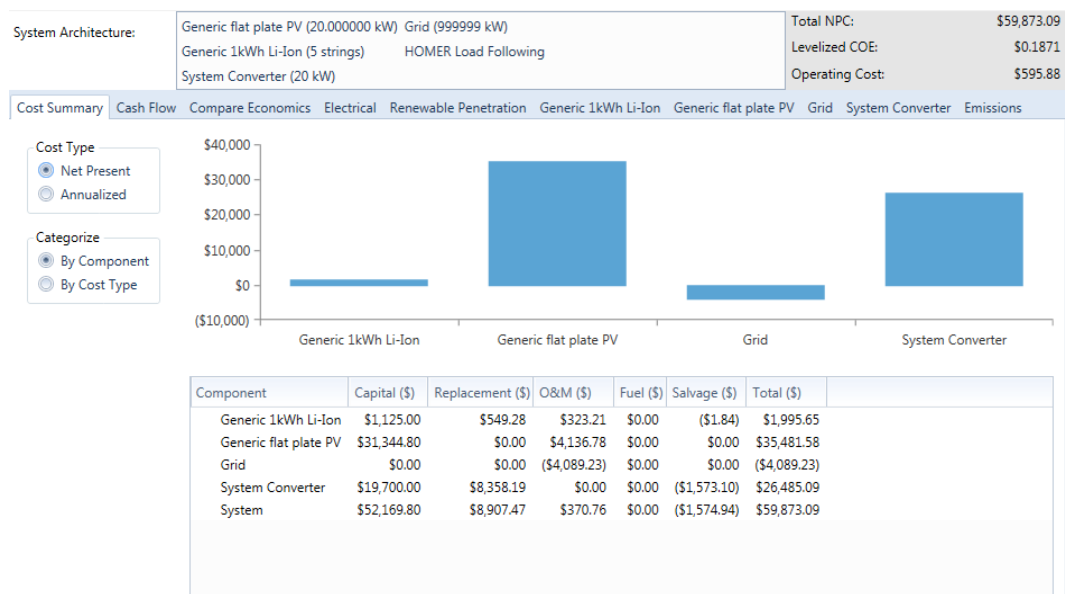 System Architecture:
Generic flat plate PV (20.000000 kW) Grid (999999 kW)
Generic 1kWh Li-Ion (5 strings) HOMER Load Following
System Converter (20 kW)
Total NPC: $59,873.09
Levelized COE: $0.1871
Operating Cost: $595.88
Cost Summary Cash Flow Compare Economics Electrical Renewable Penetration Generic 1kWh Li-Ion Generic flat plate PV Grid System Converter Emissions
Cost Type
Net Present
Annualized
Categorize
By Component
By Cost Type
$40,000
$30,000
$20,000
$10,000
$0
($10,000)
Generic 1kWh Li-Ion Generic flat plate PV Grid System Converter
Component Capital ($) Replacement ($) O&M ($) Fuel ($) Salvage ($) Total ($)
Generic 1kWh Li-Ion $1,125.00 $549.28 $323.21 $0.00 ($1.84) $1,995.65
Generic flat plate PV $31,344.80 $0.00 $4,136.78 $0.00 $0.00 $35,481.58
Grid $0.00 $0.00 ($4,089.23) $0.00 $0.00 ($4,089.23)
System Converter $19,700.00 $8,358.19 $0.00 $0.00 ($1,573.10) $26,485.09
System $52,169.80 $8,907.47 $370.76 $0.00 ($1,574.94) $59,873.09